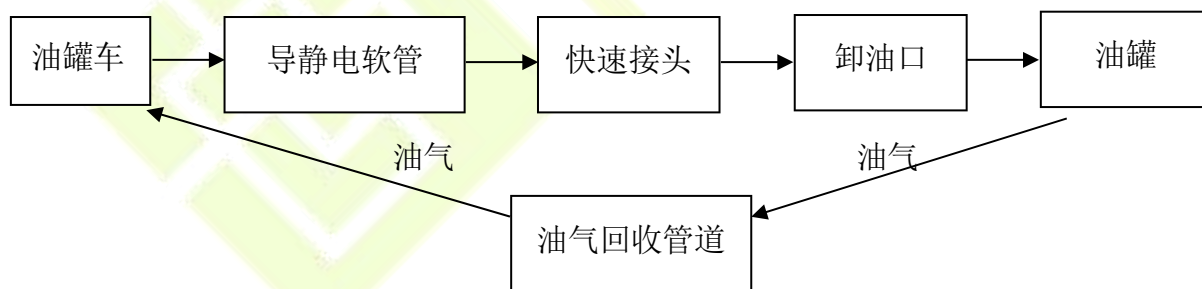 油罐车
导静电软管
快速接头
卸油口
油罐
油气
油气
油气回收管道